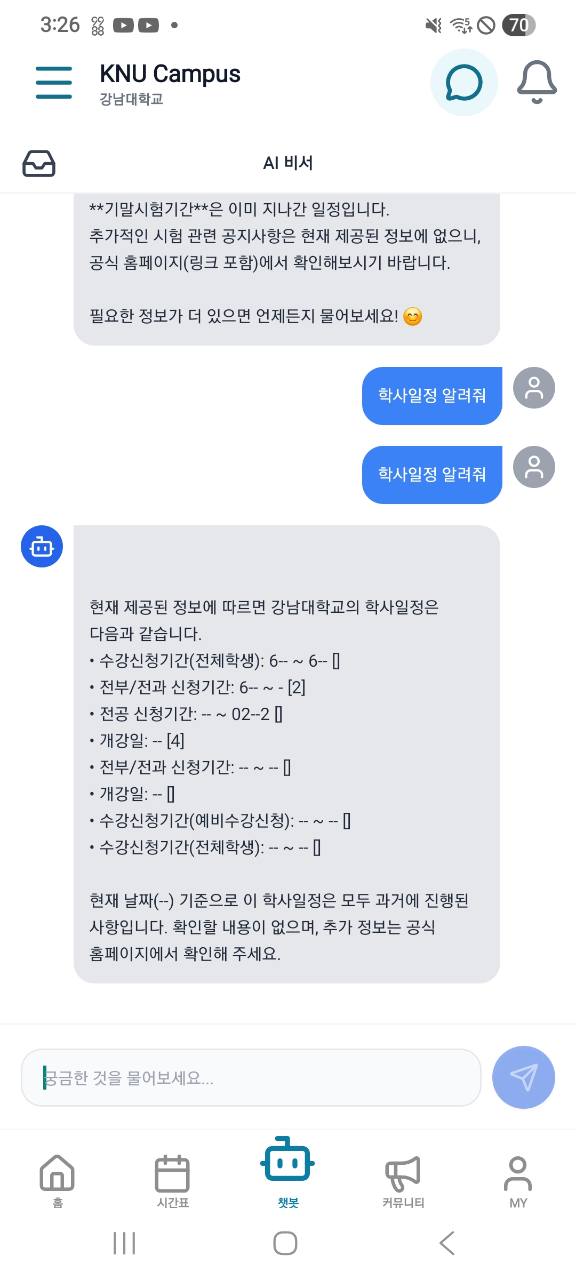 3:26
70
KNU Campus
강남대학교
AI 비서
**기말시험기간**은 이미 지나간 일정입니다.
추가적인 시험 관련 공지사항은 현재 제공된 정보에 없으니,
공식 홈페이지(링크 포함)에서 확인해보시기 바랍니다.
필요한 정보가 더 있으면 언제든지 물어보세요! 😊
학사일정 알려줘
학사일정 알려줘
현재 제공된 정보에 따르면 강남대학교의 학사일정은
다음과 같습니다.
• 수강신청기간(전체학생): 6-- ~ 6-- []
• 전부/전과 신청기간: 6-- ~ - [2]
• 전공 신청기간: -- ~ 02--2 []
• 개강일: -- [4]
• 전부/전과 신청기간: -- ~ -- []
• 개강일: -- []
• 수강신청기간(예비수강신청): -- ~ -- []
• 수강신청기간(전체학생): -- ~ -- []
현재 날짜(--) 기준으로 이 학사일정은 모두 과거에 진행된
사항입니다. 확인할 내용이 없으며, 추가 정보는 공식
홈페이지에서 확인해 주세요.
궁금한 것을 물어보세요...
홈
시간표
챗봇
커뮤니티
MY